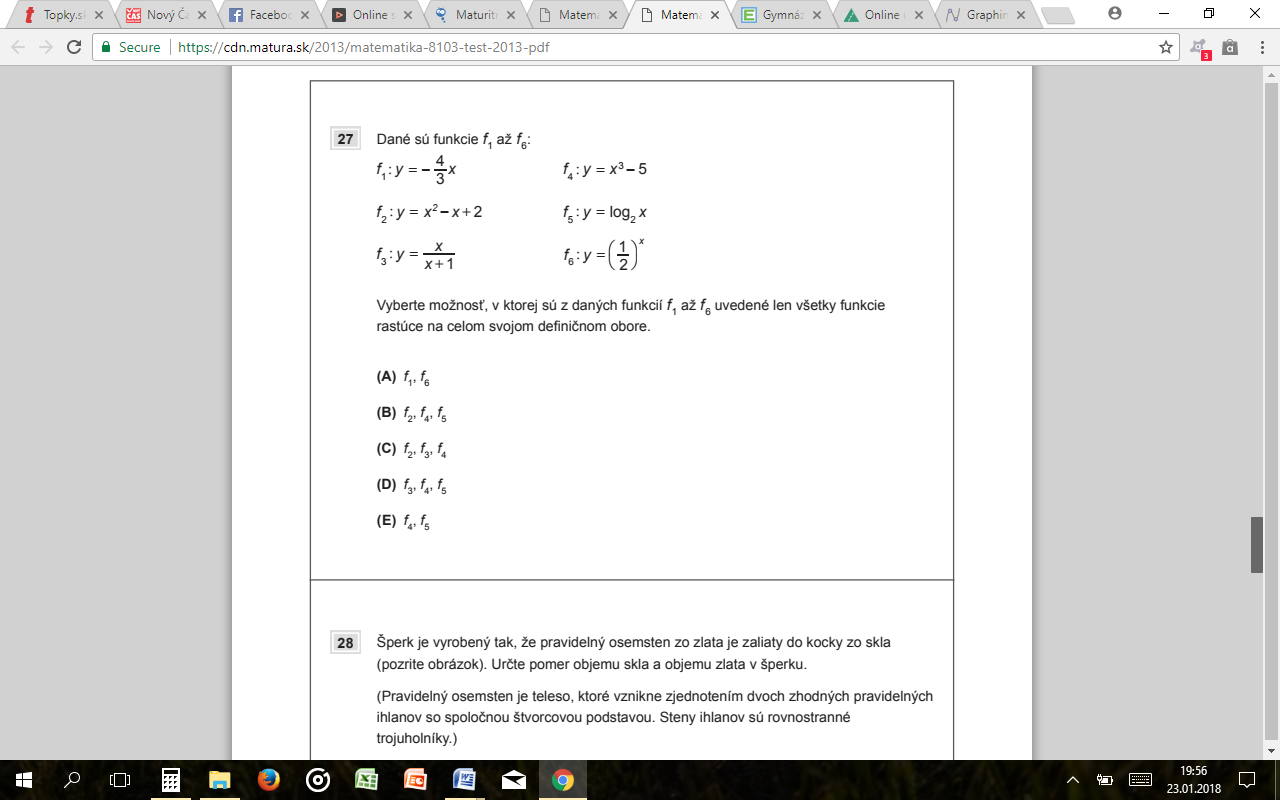 Topky.s
Nový Ča
Faceboo
Online s
Maturit
Matema
Matema
Gymná
Online
Graphin
Secure
https://cdn.matura.sk/2013/matematika-8103-test-2013-pdf
3
27 Dané sú funkcie f1 až f6:
f1 : y = − 4/3 x f4 : y = x³ − 5
f2 : y = x² − x + 2 f5 : y = log2 x
f3 : y = x/(x + 1) f6 : y = (1/2)^x
Vyberte možnosť, v ktorej sú z daných funkcií f1 až f6 uvedené len všetky funkcie
rastúce na celom svojom definičnom obore.
(A) f1, f6
(B) f2, f4, f5
(C) f2, f3, f4
(D) f3, f4, f5
(E) f4, f5
28 Šperk je vyrobený tak, že pravidelný osemsten zo zlata je zaliaty do kocky zo skla
(pozrite obrázok). Určte pomer objemu skla a objemu zlata v šperku.
(Pravidelný osemsten je teleso, ktoré vznikne zjednotením dvoch zhodných pravidelných
ihlanov so spoločnou štvorcovou podstavou. Steny ihlanov sú rovnostranné
trojuholníky.)
19:56
23.01.2018